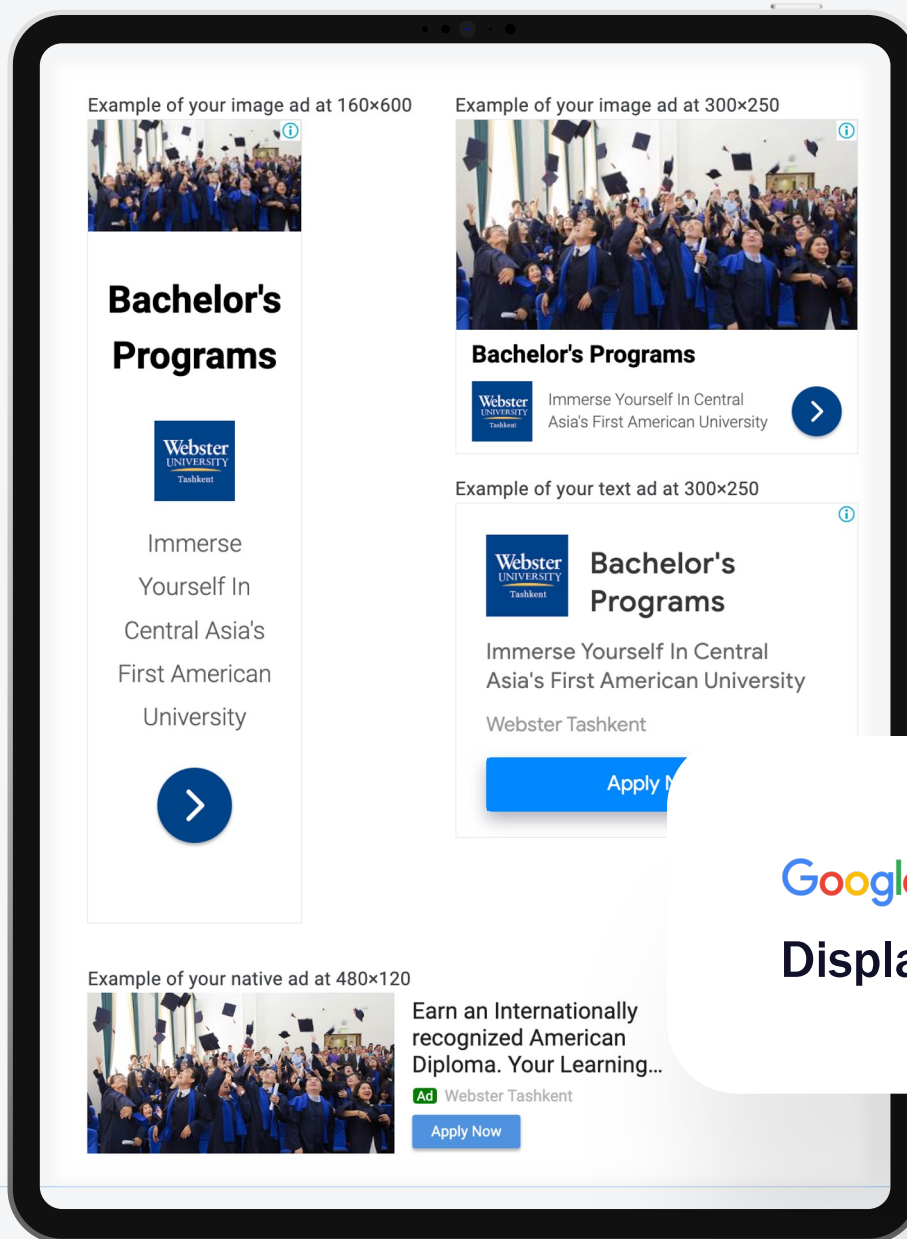 Example of your image ad at 160×600
Bachelor's
Programs
Webster
UNIVERSITY
Tashkent
Immerse
Yourself In
Central Asia's
First American
University
Example of your image ad at 300×250
Bachelor's Programs
Webster
UNIVERSITY
Tashkent
Immerse Yourself In Central
Asia's First American University
Example of your text ad at 300×250
Webster
UNIVERSITY
Tashkent
Bachelor's
Programs
Immerse Yourself In Central
Asia's First American University
Webster Tashkent
Apply N
Google
Displa
Example of your native ad at 480×120
Earn an Internationally
recognized American
Diploma. Your Learning...
Ad Webster Tashkent
Apply Now